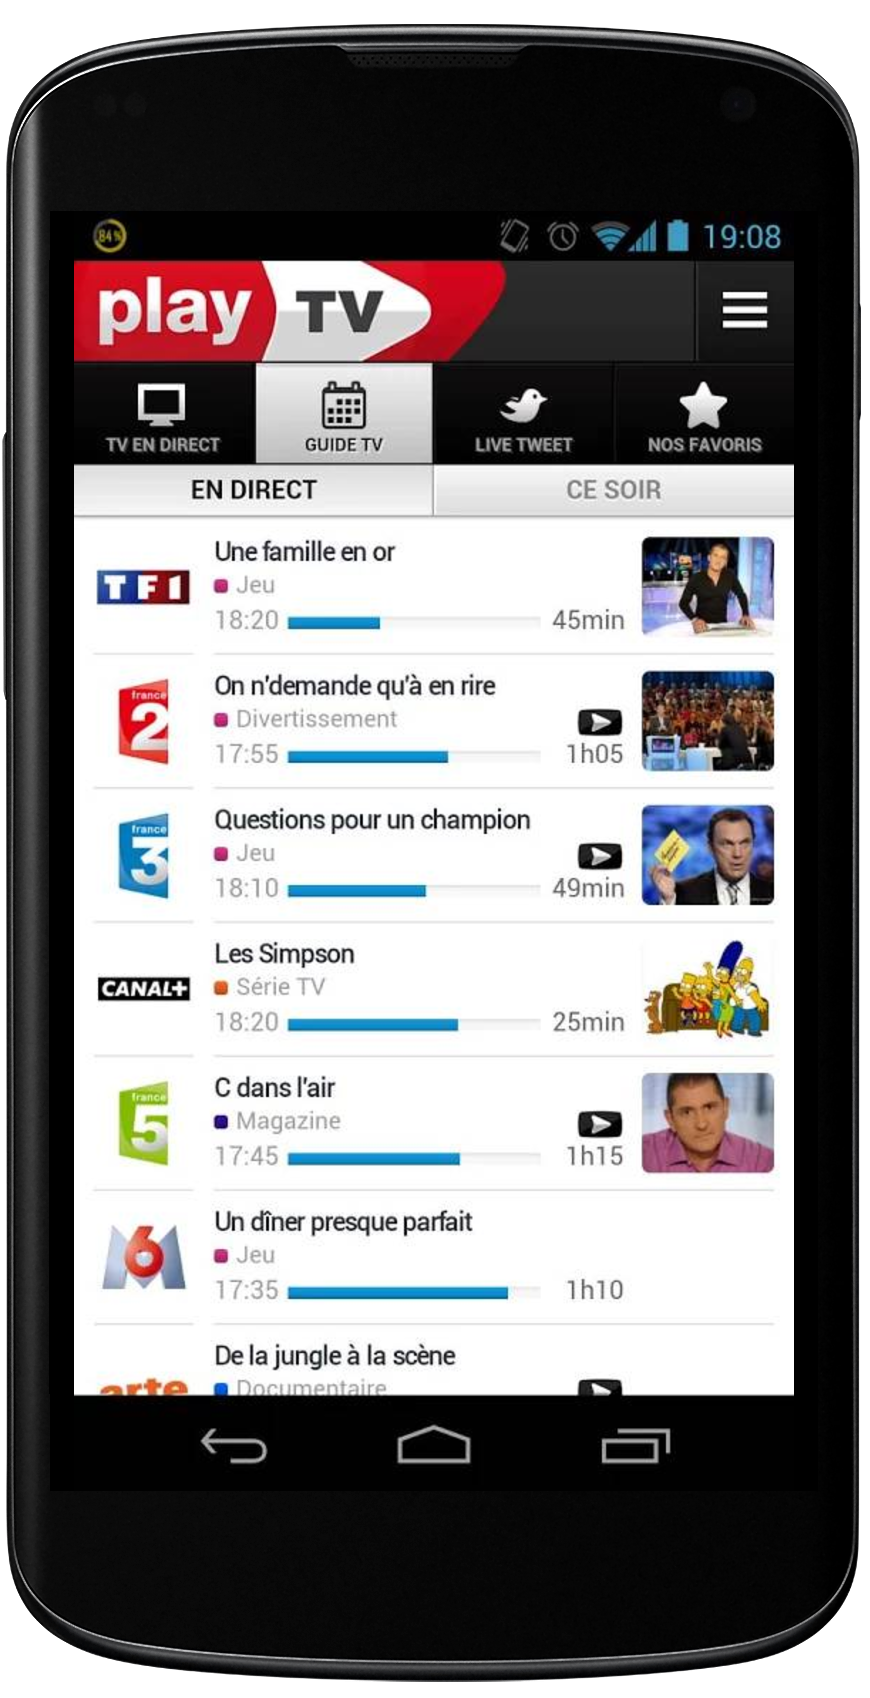 84%
19:08
play TV
TV EN DIRECT
GUIDE TV
LIVE TWEET
NOS FAVORIS
EN DIRECT
CE SOIR
TF1
Une famille en or
Jeu
18:20
45min
france
2
On n'demande qu'à en rire
Divertissement
17:55
1h05
france
3
Questions pour un champion
Jeu
18:10
49min
CANAL+
Les Simpson
Série TV
18:20
25min
france
5
C dans l'air
Magazine
17:45
1h15
M6
Un dîner presque parfait
Jeu
17:35
1h10
arte
De la jungle à la scène
Documentaire